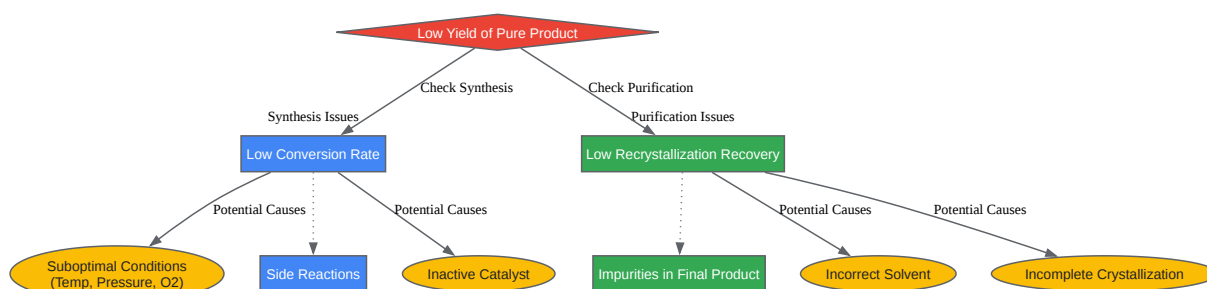 Low Yield of Pure Product
Check Synthesis
Check Purification
Synthesis Issues
Purification Issues
Low Conversion Rate
Low Recrystallization Recovery
Potential Causes
Potential Causes
Potential Causes
Potential Causes
Suboptimal Conditions
(Temp, Pressure, O2)
Side Reactions
Inactive Catalyst
Impurities in Final Product
Incorrect Solvent
Incomplete Crystallization